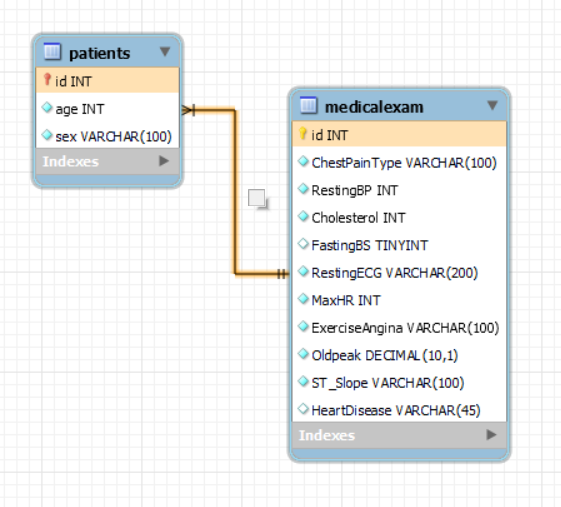 patients
id INT
age INT
sex VARCHAR(100)
Indexes
medicalexam
id INT
ChestPainType VARCHAR(100)
RestingBP INT
Cholesterol INT
FastingBS TINYINT
RestingECG VARCHAR(200)
MaxHR INT
ExerciseAngina VARCHAR(100)
Oldpeak DECIMAL(10,1)
ST_Slope VARCHAR(100)
HeartDisease VARCHAR(45)
Indexes